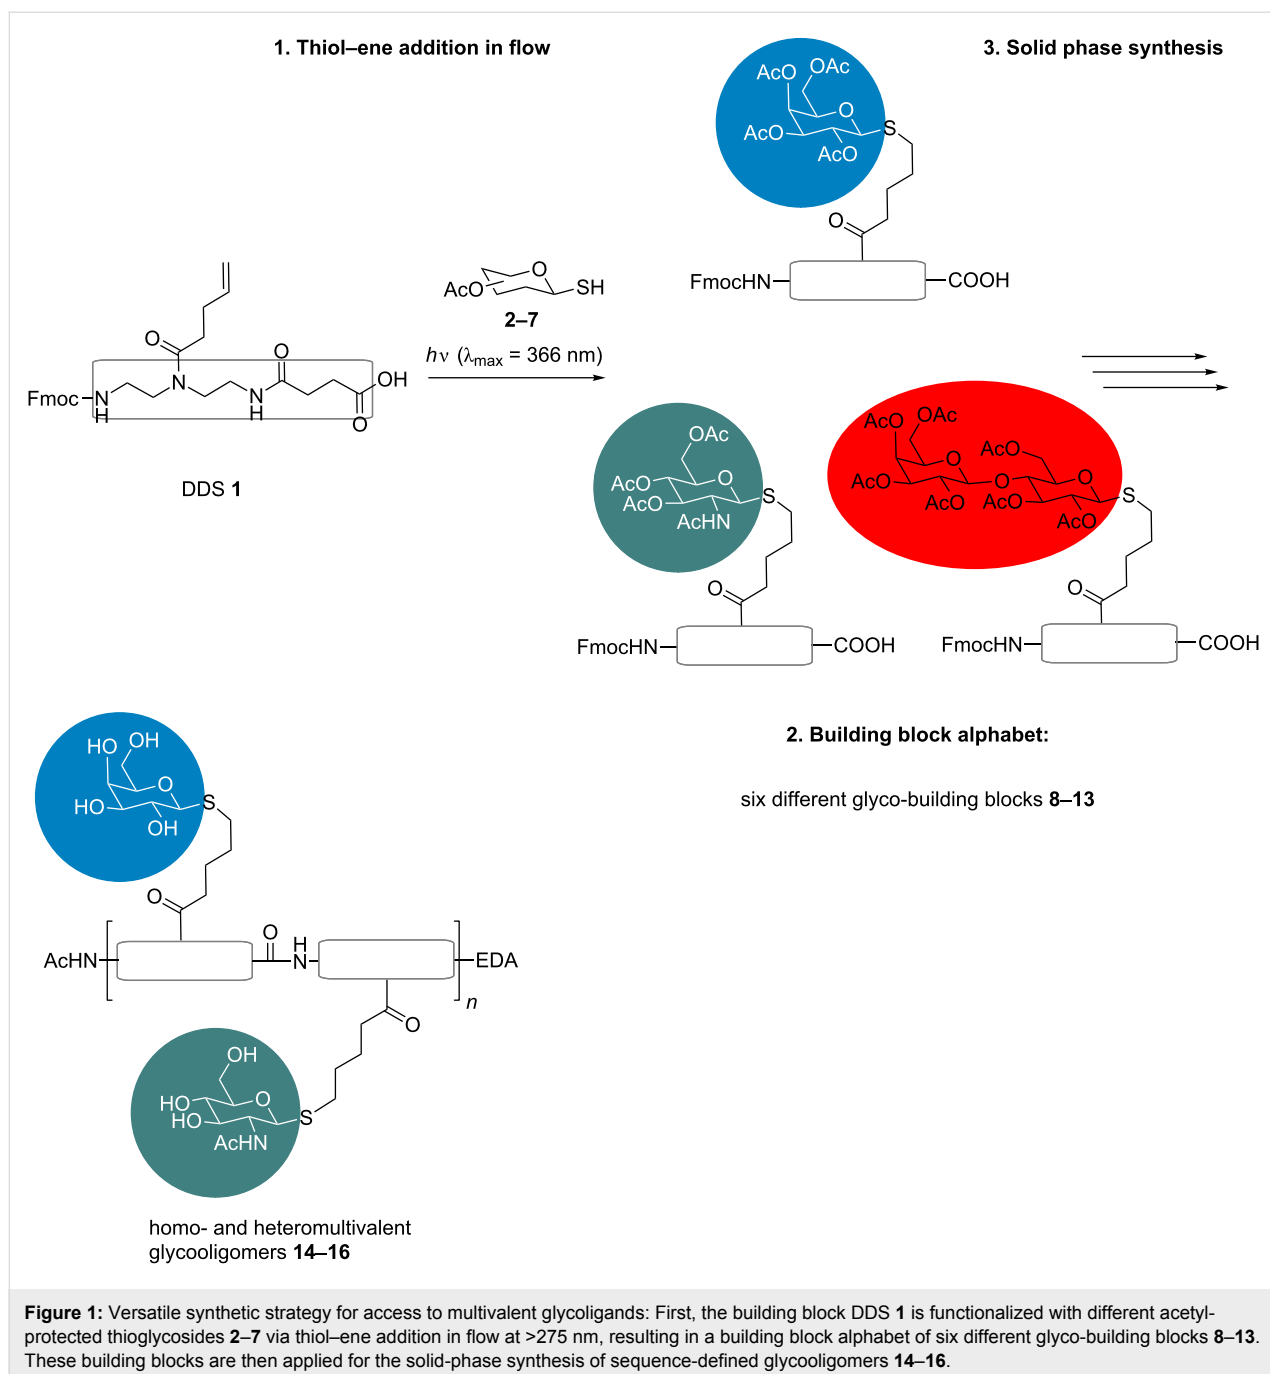 1. Thiol–ene addition in flow
3. Solid phase synthesis
AcO OAc
O
AcO
S
AcO
O
FmocHN
COOH
O
AcO
SH
2–7
hν (λmax = 366 nm)
O
N
O
OH
Fmoc
N
H
N
H
O
DDS 1
OAc
AcO
O
AcO
S
AcHN
O
FmocHN
COOH
AcO
OAc
O
AcO
AcO
AcO
O
O
AcO
S
AcO
O
FmocHN
COOH
2. Building block alphabet:
six different glyco-building blocks 8–13
HO OH
O
HO
S
OH
O
AcHN
O
H
N
EDA
n
O
OH
HO
O
HO
S
AcHN
homo- and heteromultivalent
glycooligomers 14–16
Figure 1: Versatile synthetic strategy for access to multivalent glycoligands: First, the building block DDS 1 is functionalized with different acetyl-
protected thioglycosides 2–7 via thiol–ene addition in flow at >275 nm, resulting in a building block alphabet of six different glyco-building blocks 8–13.
These building blocks are then applied for the solid-phase synthesis of sequence-defined glycooligomers 14–16.